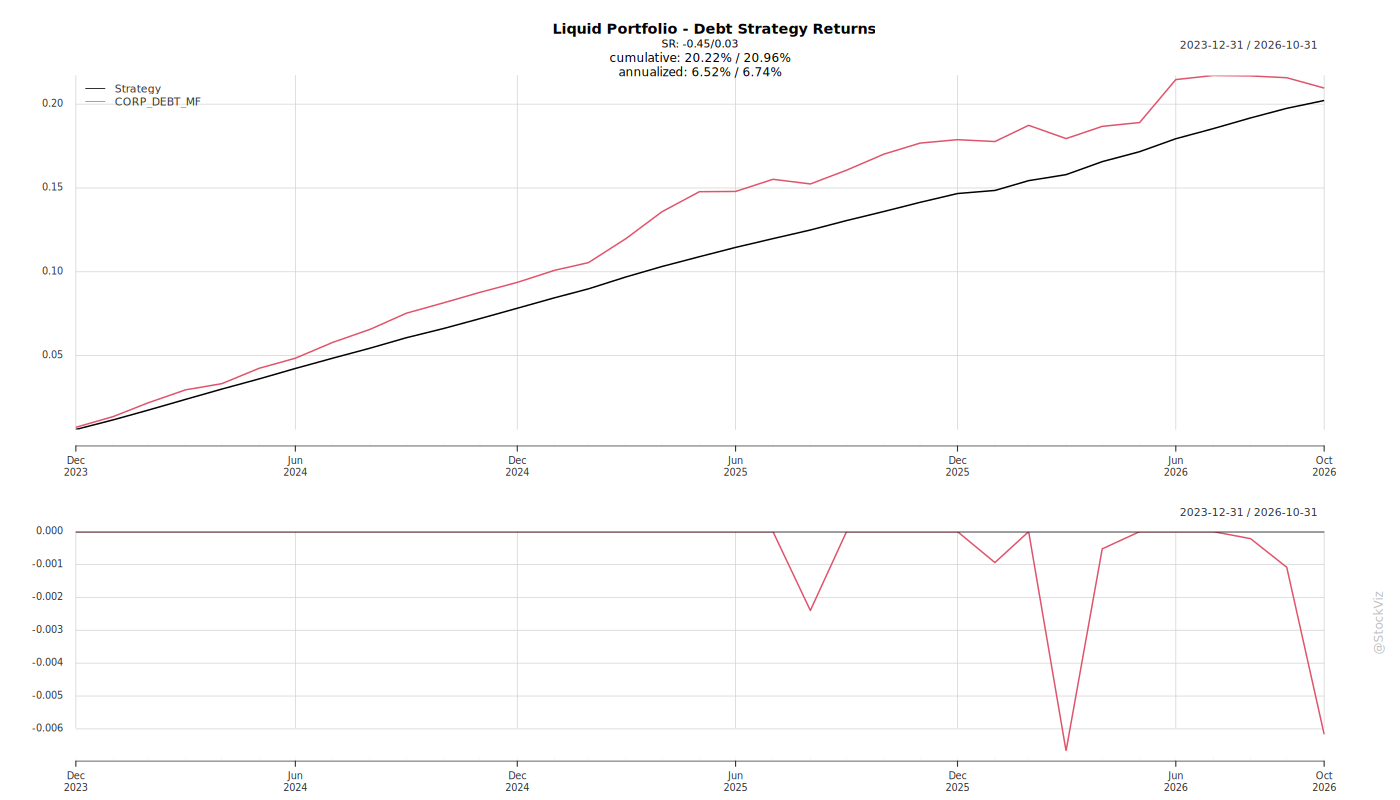 Liquid Portfolio - Debt Strategy Returns
SR: -0.45/0.03
cumulative: 20.22% / 20.96%
annualized: 6.52% / 6.74%
2023-12-31 / 2026-10-31
Strategy
CORP_DEBT_MF
0.20
0.15
0.10
0.05
Dec Jun Dec Jun Dec Jun Oct
2023 2024 2024 2025 2025 2026 2026
2023-12-31 / 2026-10-31
0.000
-0.001
-0.002
-0.003
-0.004
-0.005
-0.006
Dec Jun Dec Jun Dec Jun Oct
2023 2024 2024 2025 2025 2026 2026
@StockViz